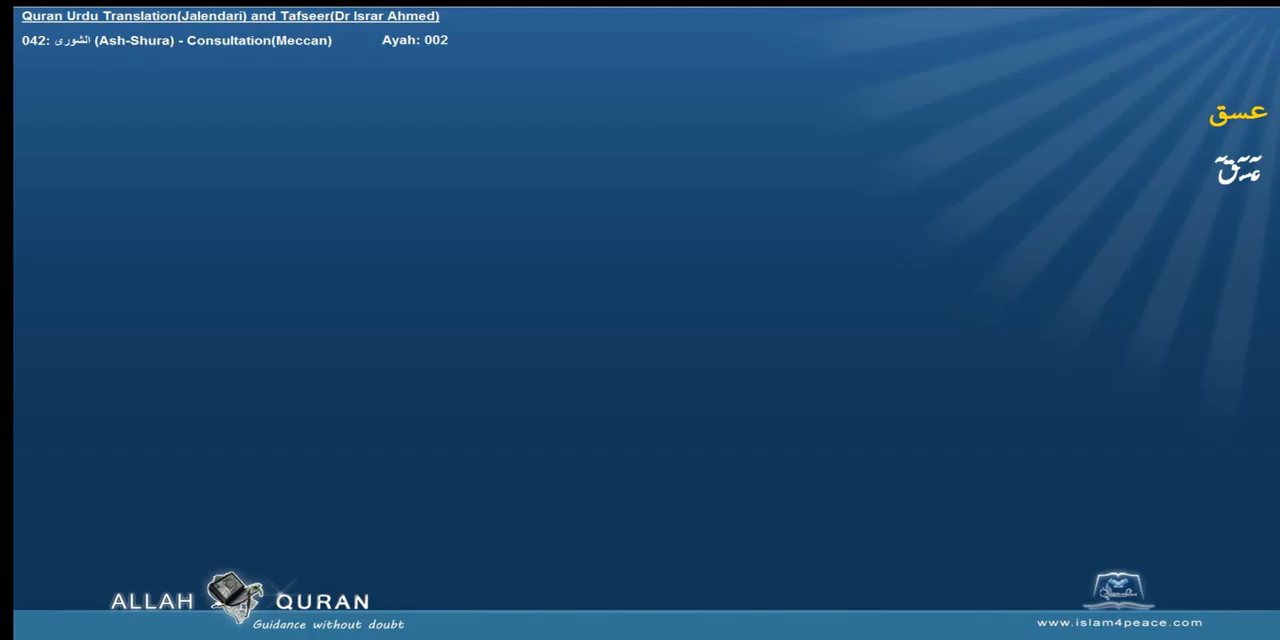 Quran Urdu Translation(Jalendari) and Tafseer(Dr Israr Ahmed)
042: الشورى (Ash-Shura) - Consultation(Meccan) Ayah: 002
عسق
عٓسٓقٓ
ALLAH QURAN
Guidance without doubt
www.islam4peace.com